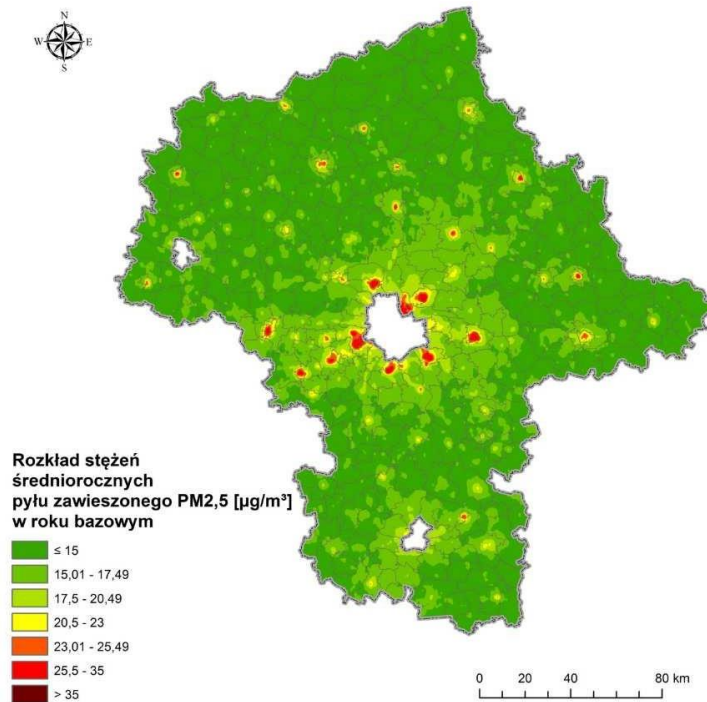 N
W E
S
Rozkład stężeń
średniorocznych
pyłu zawieszonego PM2,5 [µg/m³]
w roku bazowym
≤ 15
15,01 - 17,49
17,5 - 20,49
20,5 - 23
23,01 - 25,49
25,5 - 35
> 35
0 20 40 60 80 km